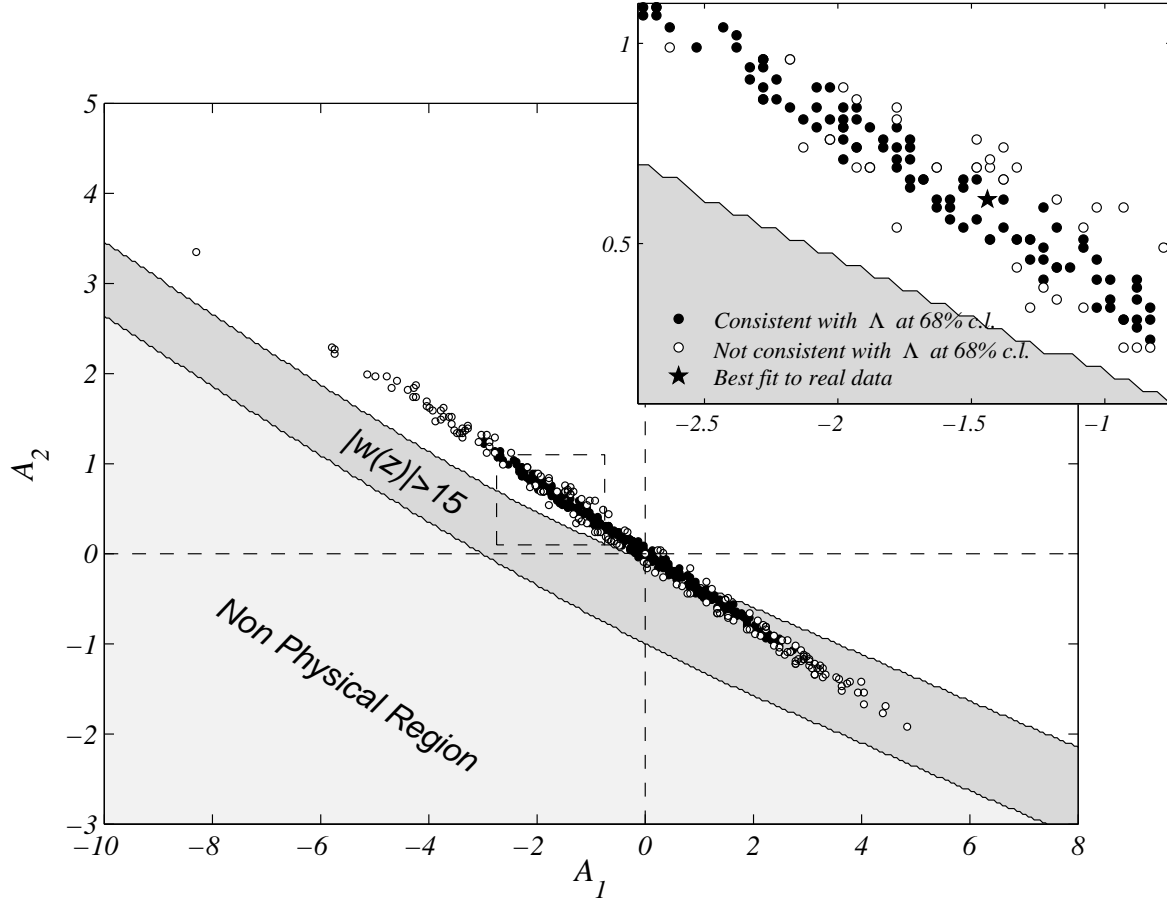 1
0.5
−2.5 −2 −1.5 −1
Consistent with Λ at 68% c.l.
Not consistent with Λ at 68% c.l.
Best fit to real data
5
4
3
2
1
0
−1
−2
−3
A2
|w(z)|>15
Non Physical Region
−10 −8 −6 −4 −2 0 2 4 6 8
A1